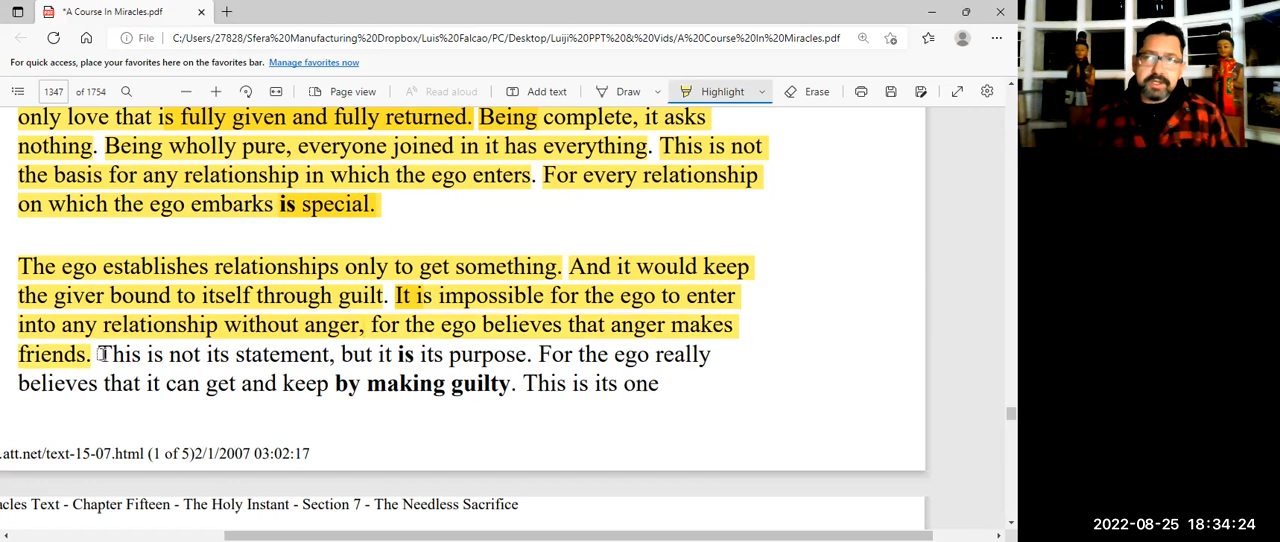 *A Course In Miracles.pdf
File C:/Users/27828/Sfera%20Manufacturing%20Dropbox/Luis%20Falcao/PC/Desktop/Luiji%20PPT%20&%20Vids/A%20Course%20In%20Miracles.pdf
For quick access, place your favorites here on the favorites bar. Manage favorites now
1347 of 1754 Page view Read aloud Add text Draw Highlight Erase
only love that is fully given and fully returned. Being complete, it asks
nothing. Being wholly pure, everyone joined in it has everything. This is not
the basis for any relationship in which the ego enters. For every relationship
on which the ego embarks is special.
The ego establishes relationships only to get something. And it would keep
the giver bound to itself through guilt. It is impossible for the ego to enter
into any relationship without anger, for the ego believes that anger makes
friends. This is not its statement, but it is its purpose. For the ego really
believes that it can get and keep by making guilty. This is its one
.att.net/text-15-07.html (1 of 5)2/1/2007 03:02:17
acles Text - Chapter Fifteen - The Holy Instant - Section 7 - The Needless Sacrifice
2022-08-25 18:34:24